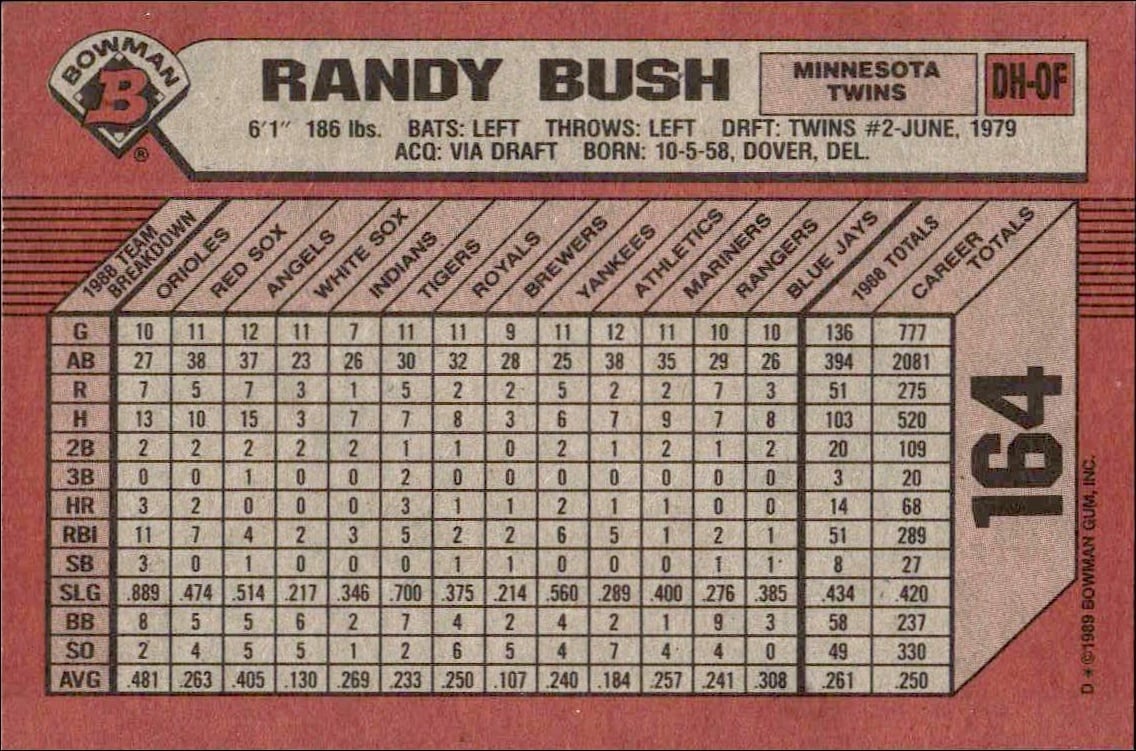 BOWMAN
B
®
RANDY BUSH
MINNESOTA
TWINS
DH-OF
6'1" 186 lbs. BATS: LEFT THROWS: LEFT DRFT: TWINS #2-JUNE, 1979
ACQ: VIA DRAFT BORN: 10-5-58, DOVER, DEL.
1988 TEAM BREAKDOWN ORIOLES RED SOX ANGELS WHITE SOX INDIANS TIGERS ROYALS BREWERS YANKEES ATHLETICS MARINERS RANGERS BLUE JAYS 1988 TOTALS CAREER TOTALS
G 10 11 12 11 7 11 11 9 11 12 11 10 10 136 777
AB 27 38 37 23 26 30 32 28 25 38 35 29 26 394 2081
R 7 5 7 3 1 5 2 2 5 2 2 7 3 51 275
H 13 10 15 3 7 7 8 3 6 7 9 7 8 103 520
2B 2 2 2 2 2 1 1 0 2 1 2 1 2 20 109
3B 0 0 1 0 0 2 0 0 0 0 0 0 0 3 20
HR 3 2 0 0 0 3 1 1 2 1 1 0 0 14 68
RBI 11 7 4 2 3 5 2 2 6 5 1 2 1 51 289
SB 3 0 1 0 0 0 1 1 0 0 0 1 1 8 27
SLG .889 .474 .514 .217 .346 .700 .375 .214 .560 .289 .400 .276 .385 .434 .420
BB 8 5 5 6 2 7 4 2 4 2 1 9 3 58 237
SO 2 4 5 5 1 2 6 5 4 7 4 4 0 49 330
AVG .481 .263 .405 .130 .269 .233 .250 .107 .240 .184 .257 .241 .308 .261 .250
164
D * ©1989 BOWMAN GUM, INC.